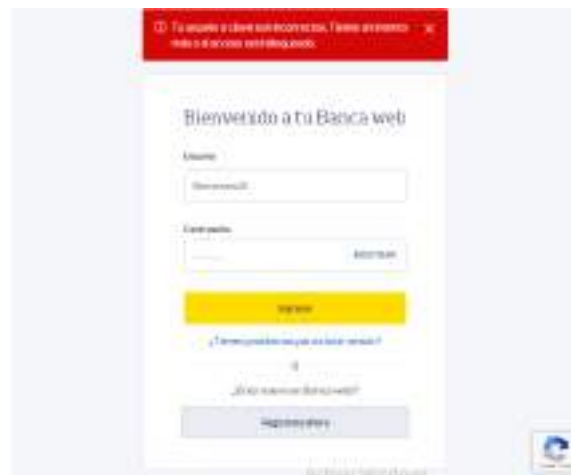 Tu usuario o clave son incorrectos. Tienes un intento
más o el acceso será bloqueado.
Bienvenido a tu Banca web
Usuario
Contraseña
MOSTRAR
Ingresar
¿Tienes problemas para iniciar sesión?
O
¿Eres nuevo en Banca web?
Regístrate ahora